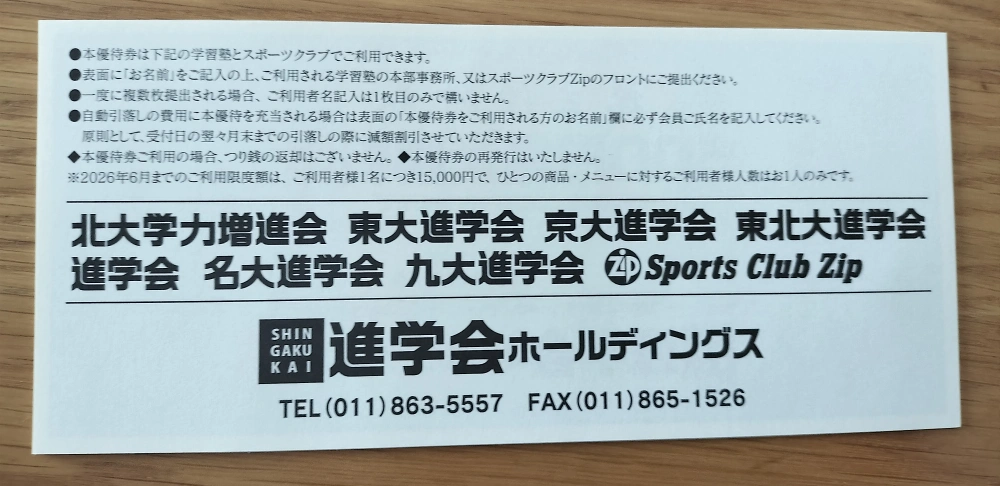 ●本優待券は下記の学習塾とスポーツクラブでご利用できます。
●表面に「お名前」をご記入の上、ご利用される学習塾の本部事務所、又はスポーツクラブZipのフロントにご提出ください。
●一度に複数枚提出される場合、ご利用者名記入は1枚目のみで構いません。
●自動引落しの費用に本優待を充当される場合は表面の「本優待券をご利用される方のお名前」欄に必ず会員ご氏名を記入してください。
原則として、受付日の翌々月末までの引落しの際に減額割引させていただきます。
◆本優待券ご利用の場合、つり銭の返却はございません。◆本優待券の再発行はいたしません。
※2026年6月までのご利用限度額は、ご利用者様1名につき15,000円で、ひとつの商品・メニューに対するご利用者様人数はお1人のみです。
北大学力増進会 東大進学会 京大進学会 東北大進学会
進学会 名大進学会 九大進学会 Zip Sports Club Zip
SHIN
GAKU
KAI
進学会ホールディングス
TEL(011)863-5557 FAX(011)865-1526